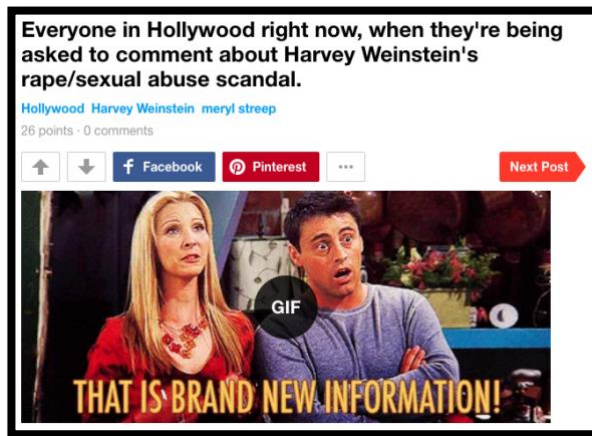 Everyone in Hollywood right now, when they're being
asked to comment about Harvey Weinstein's
rape/sexual abuse scandal.
Hollywood Harvey Weinstein meryl streep
26 points · 0 comments
f Facebook Pinterest ... Next Post
GIF
THAT IS BRAND NEW INFORMATION!